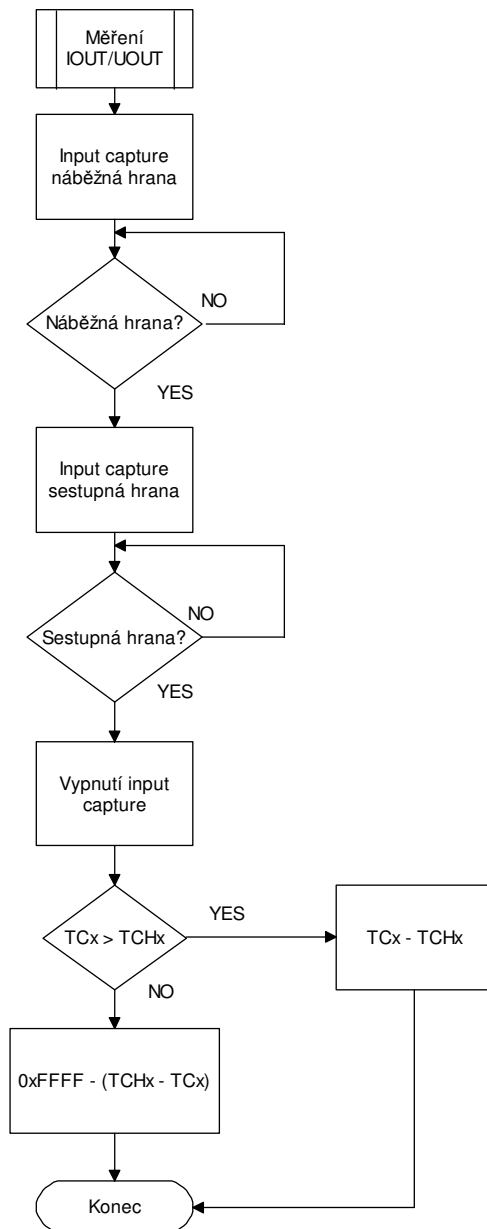 Měření
IOUT/UOUT
Input capture
náběžná hrana
NO
Náběžná hrana?
YES
Input capture
sestupná hrana
NO
Sestupná hrana?
YES
Vypnutí input
capture
YES
TCx > TCHx
TCx - TCHx
NO
0xFFFF - (TCHx - TCx)
Konec